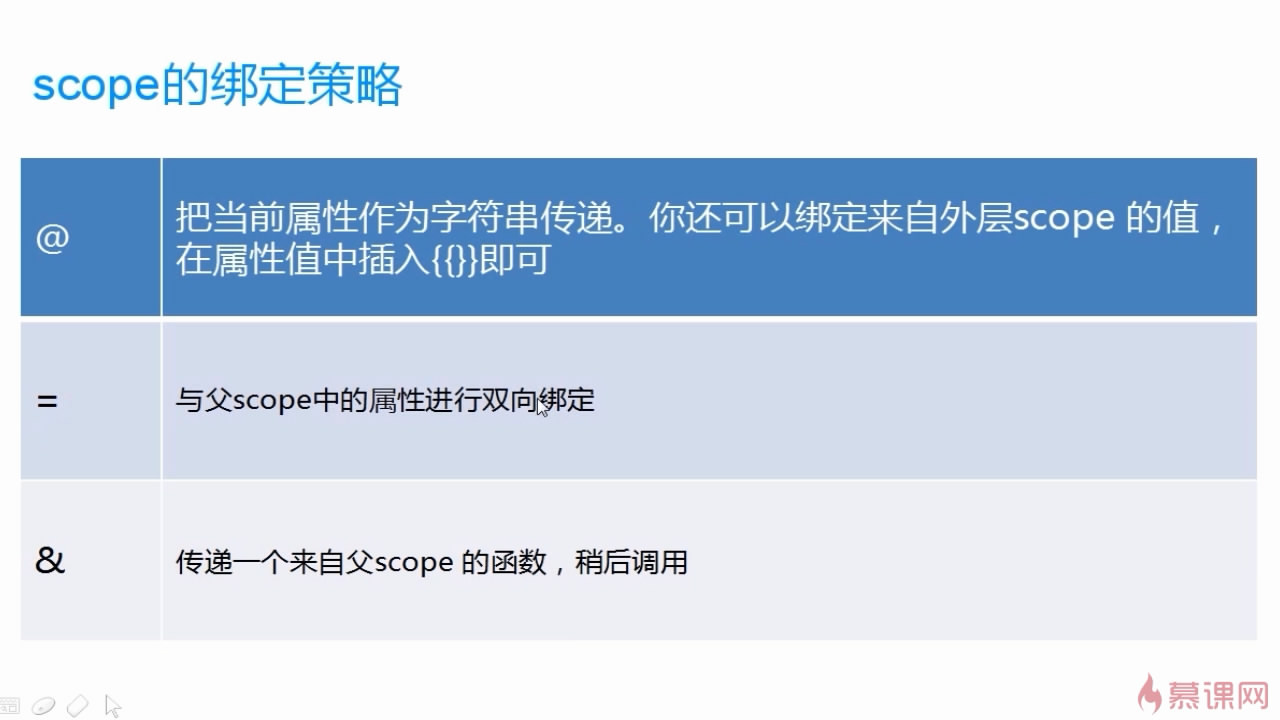 scope的绑定策略
@
把当前属性作为字符串传递。你还可以绑定来自外层scope 的值，
在属性值中插入{{}}即可
=
与父scope中的属性进行双向绑定
&
传递一个来自父scope 的函数，稍后调用
慕课网